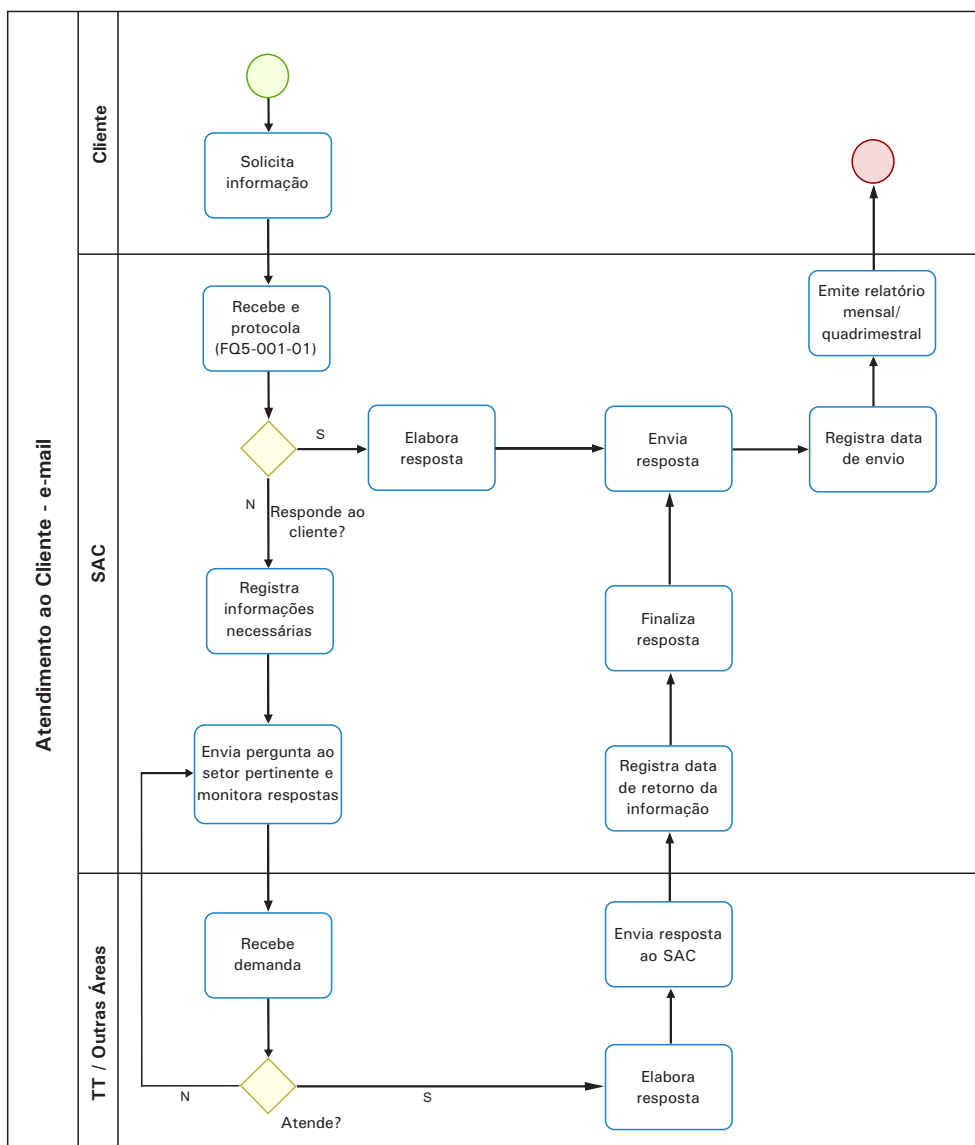 Atendimento ao Cliente - e-mail
Cliente
Solicita
informação
SAC
Recebe e
protocola
(FQ5-001-01)
Emite relatório
mensal/
quadrimestral
S
Elabora
resposta
Envia
resposta
Registra data
de envio
N
Responde ao
cliente?
Registra
informações
necessárias
Finaliza
resposta
Envia pergunta ao
setor pertinente e
monitora respostas
Registra data
de retorno da
informação
TT / Outras Áreas
Recebe
demanda
Envia resposta
ao SAC
N
S
Atende?
Elabora
resposta